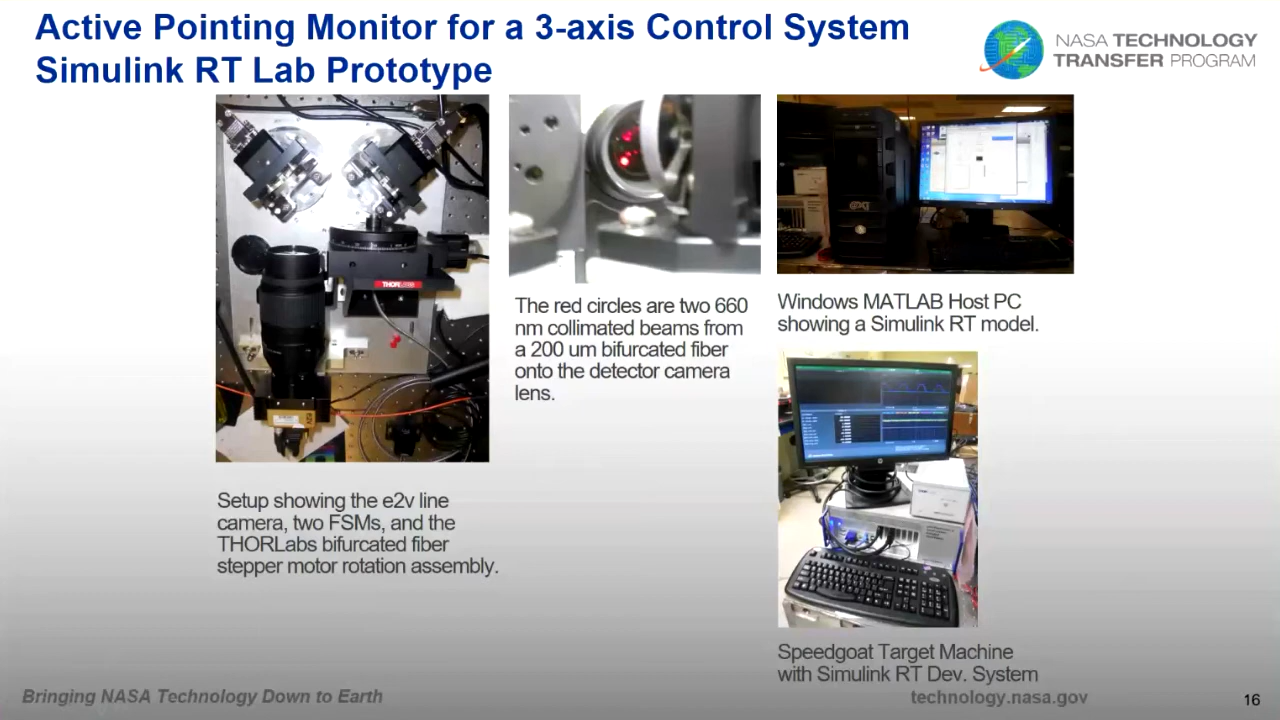 Active Pointing Monitor for a 3-axis Control System
Simulink RT Lab Prototype
NASA TECHNOLOGY
TRANSFER PROGRAM
THORLABS
The red circles are two 660
nm collimated beams from
a 200 um bifurcated fiber
onto the detector camera
lens.
Windows MATLAB Host PC
showing a Simulink RT model.
Setup showing the e2v line
camera, two FSMs, and the
THORLabs bifurcated fiber
stepper motor rotation assembly.
Speedgoat Target Machine
with Simulink RT Dev. System
Bringing NASA Technology Down to Earth
technology.nasa.gov
16